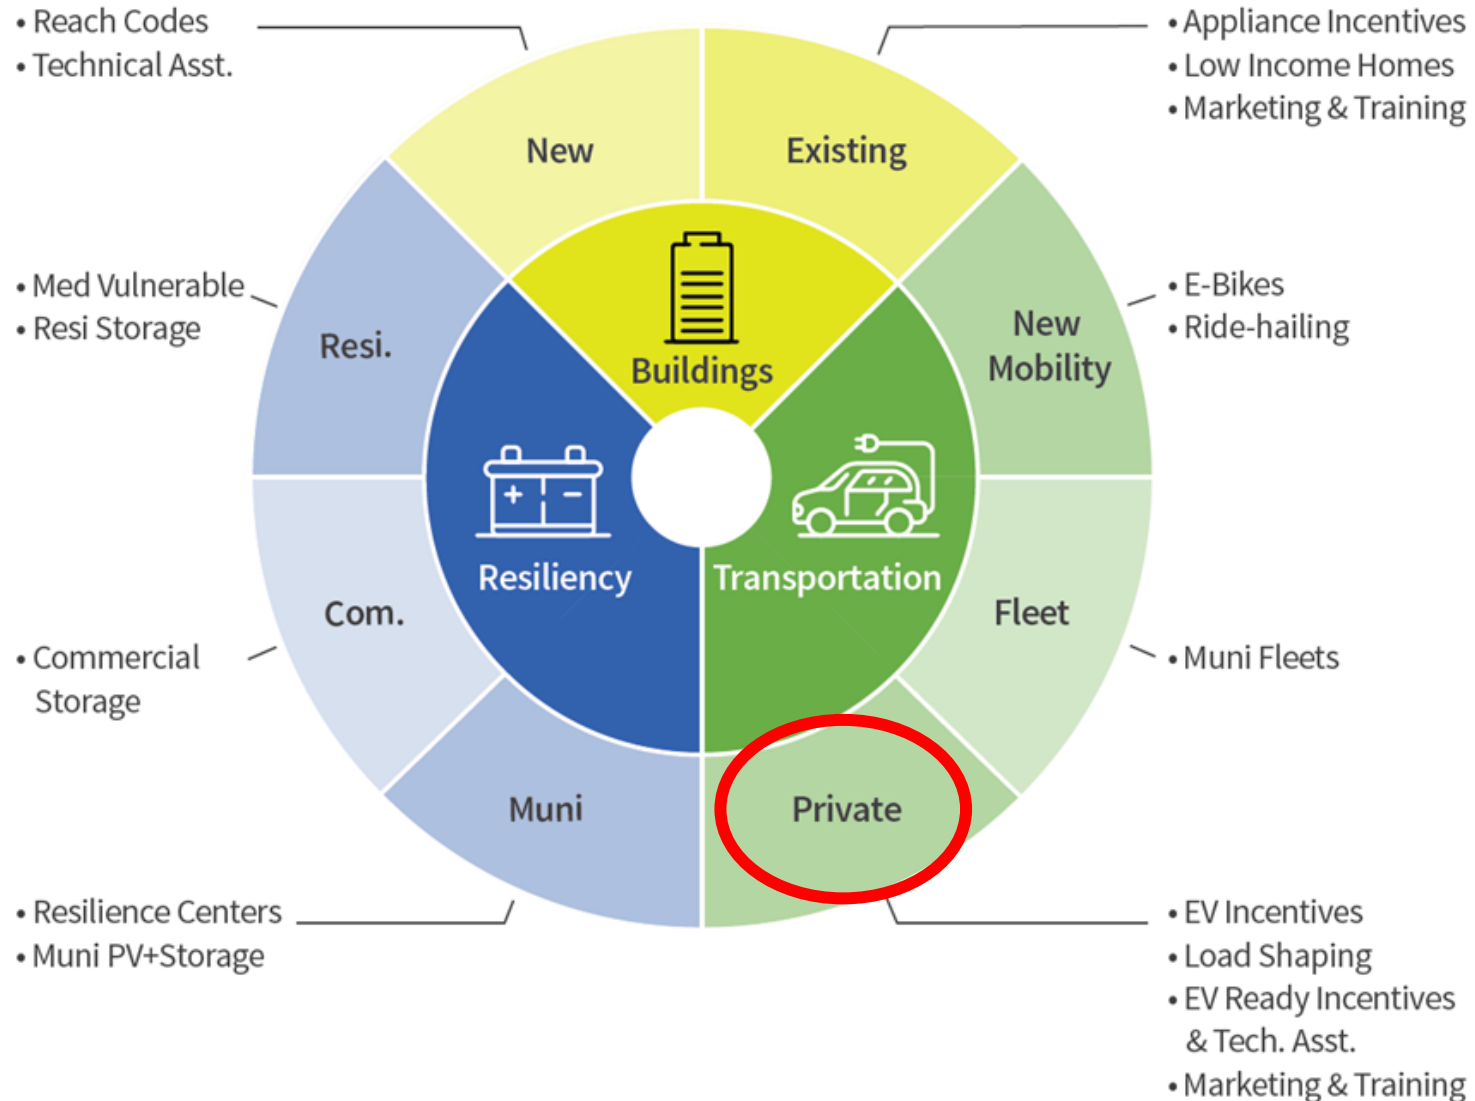 • Reach Codes
• Technical Asst.
• Appliance Incentives
• Low Income Homes
• Marketing & Training
New
Existing
Buildings
• Med Vulnerable
• Resi Storage
Resi.
New
Mobility
• E-Bikes
• Ride-hailing
+ −
Resiliency
Transportation
Com.
Fleet
• Commercial
Storage
• Muni Fleets
Muni
Private
• Resilience Centers
• Muni PV+Storage
• EV Incentives
• Load Shaping
• EV Ready Incentives
& Tech. Asst.
• Marketing & Training